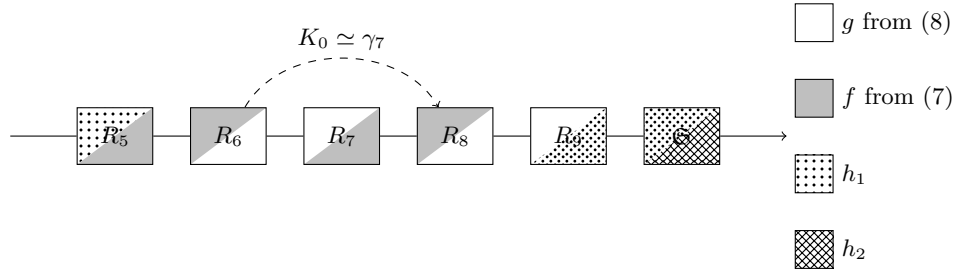 K₀ ≃ γ₇
R₅ R₆ R₇ R₈ R₉
g from (8)
f from (7)
h₁
h₂